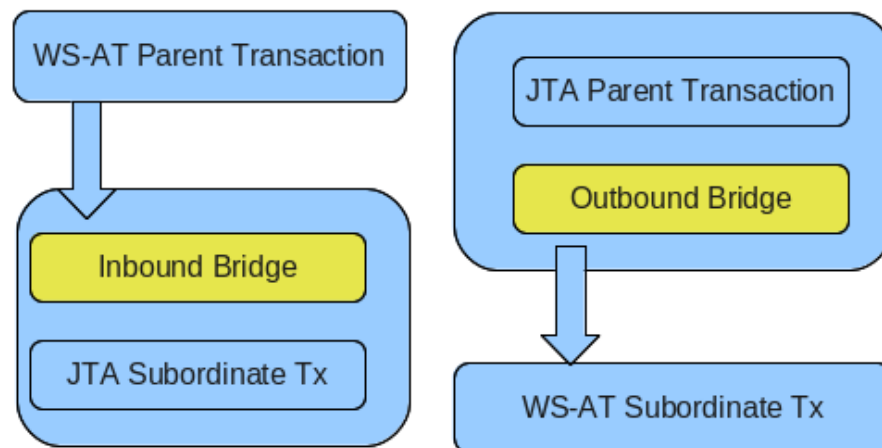 WS-AT Parent Transaction
Inbound Bridge
JTA Subordinate Tx
JTA Parent Transaction
Outbound Bridge
WS-AT Subordinate Tx